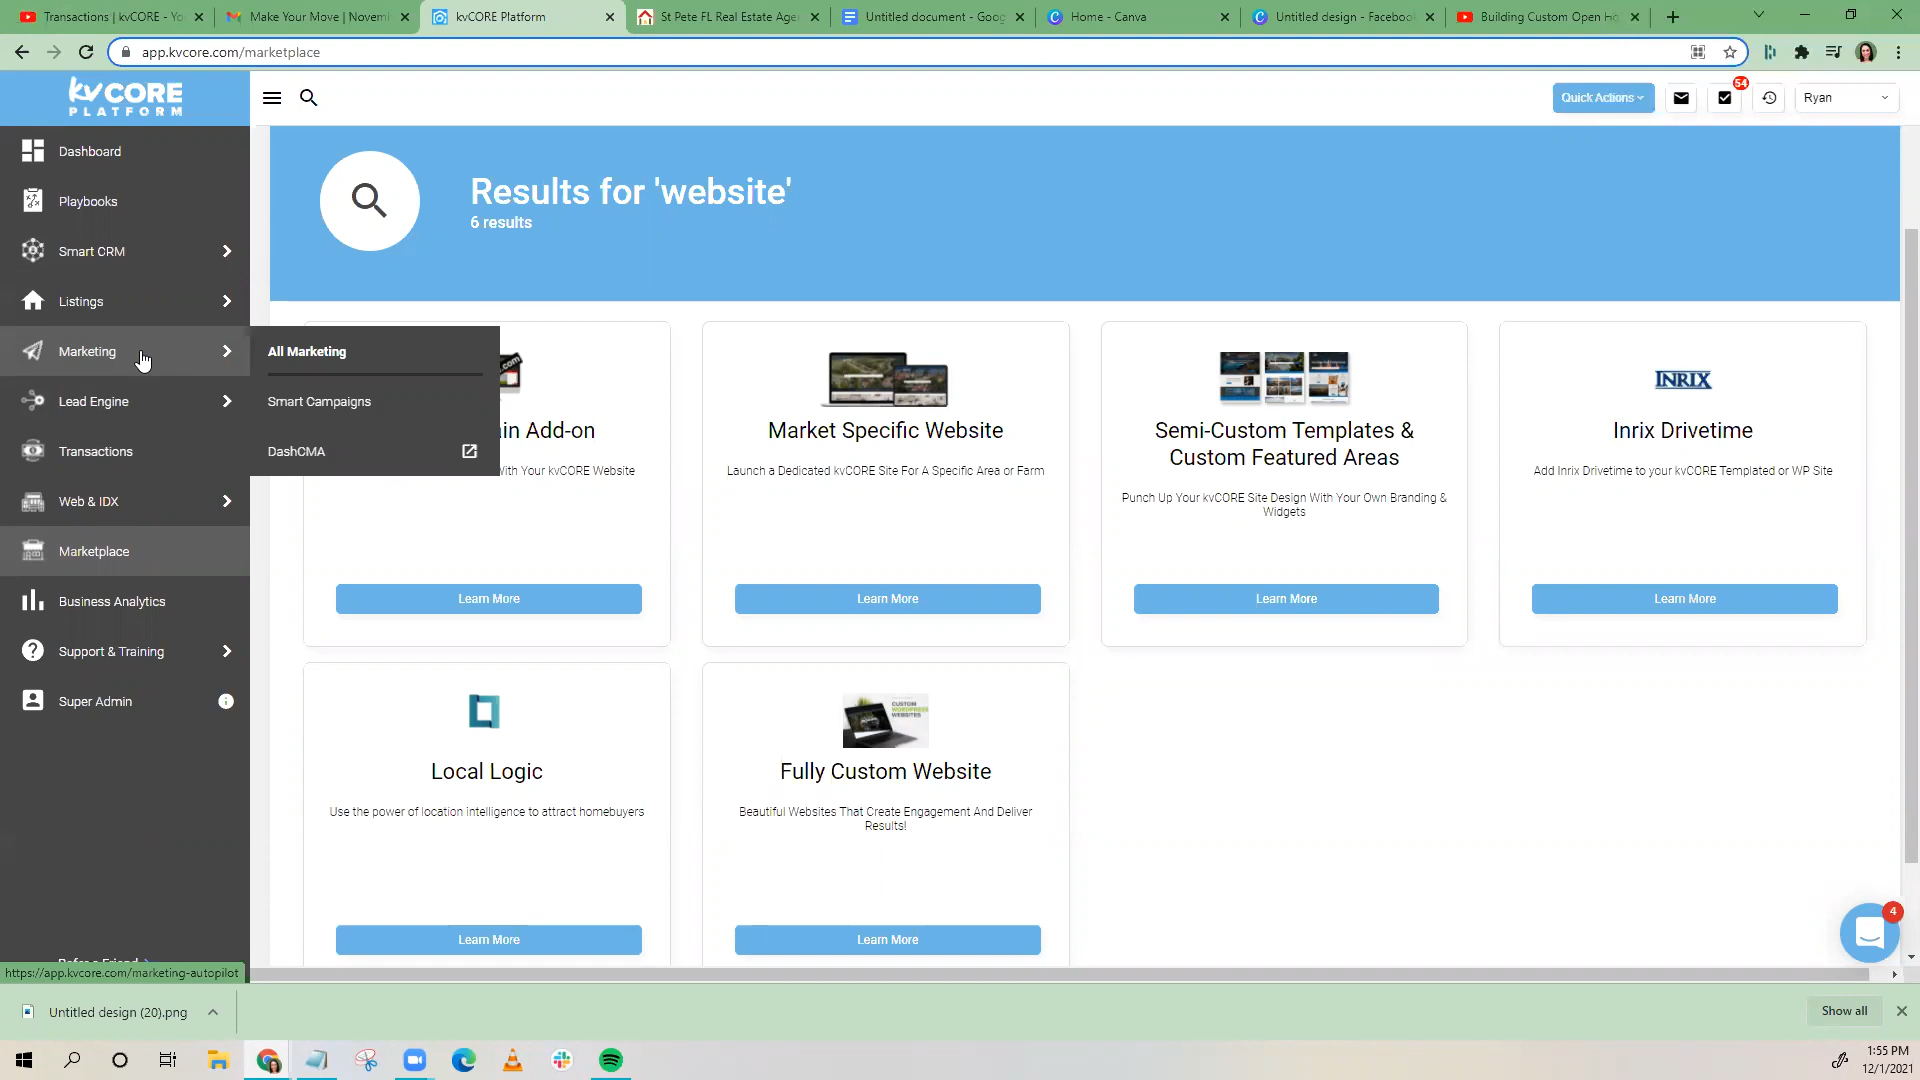 Transactions | kvCORE - Yo
Make Your Move | Novem
kvCORE Platform
St Pete FL Real Estate Age
Untitled document - Goog
Home - Canva
Untitled design - Facebook
Building Custom Open Ho
app.kvcore.com/marketplace
kvCORE
PLATFORM
Quick Actions
54
Ryan
Dashboard
Playbooks
Smart CRM
Listings
Marketing
Lead Engine
Transactions
Web & IDX
Marketplace
Business Analytics
Support & Training
Super Admin
All Marketing
Smart Campaigns
DashCMA
Results for 'website'
6 results
.com
ain Add-on
With Your kvCORE Website
Learn More
Market Specific Website
Launch a Dedicated kvCORE Site For A Specific Area or Farm
Learn More
Semi-Custom Templates &
Custom Featured Areas
Punch Up Your kvCORE Site Design With Your Own Branding &
Widgets
Learn More
INRIX
Inrix Drivetime
Add Inrix Drivetime to your kvCORE Templated or WP Site
Learn More
Local Logic
Use the power of location intelligence to attract homebuyers
Learn More
CUSTOM
WORDPRESS
WEBSITES
Fully Custom Website
Beautiful Websites That Create Engagement And Deliver
Results!
Learn More
4
https://app.kvcore.com/marketing-autopilot
Untitled design (20).png
Show all
1:55 PM
12/1/2021